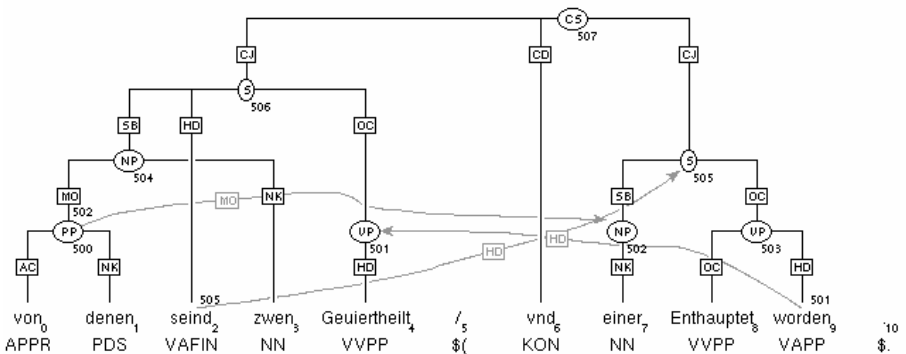 CS 507
CJ CD CJ
S 506
SB HD OC S 505
NP 504 SB OC
MO 502 MO NK
PP 500 VP 501 HD NP 502 VP 503
AC NK HD HD NK OC HD
505 501
von0 denen1 seind2 zwen3 Geuiertheilt4 /5 vnd6 einer7 Enthauptet8 worden9 '10
APPR PDS VAFIN NN VVPP $( KON NN VVPP VAPP $.